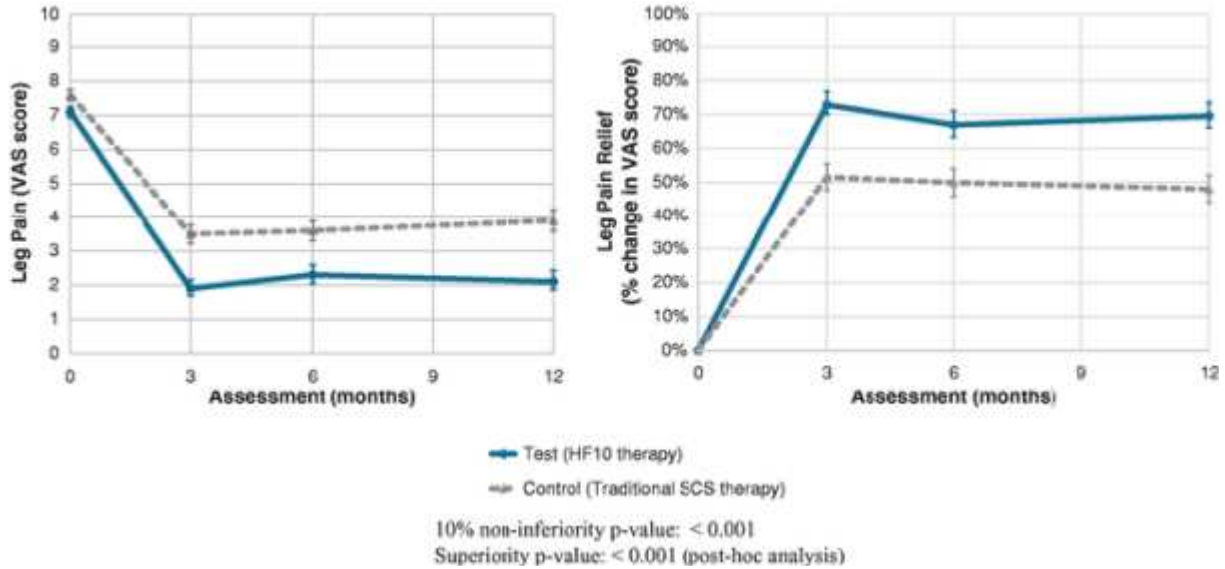 10
9
8
7
6
5
4
3
2
1
0
Leg Pain (VAS score)
0 3 6 9 12
Assessment (months)
100%
90%
80%
70%
60%
50%
40%
30%
20%
10%
0%
Leg Pain Relief
(% change in VAS score)
0 3 6 9 12
Assessment (months)
Test (HF10 therapy)
Control (Traditional SCS therapy)
10% non-inferiority p-value: < 0.001
Superiority p-value: < 0.001 (post-hoc analysis)